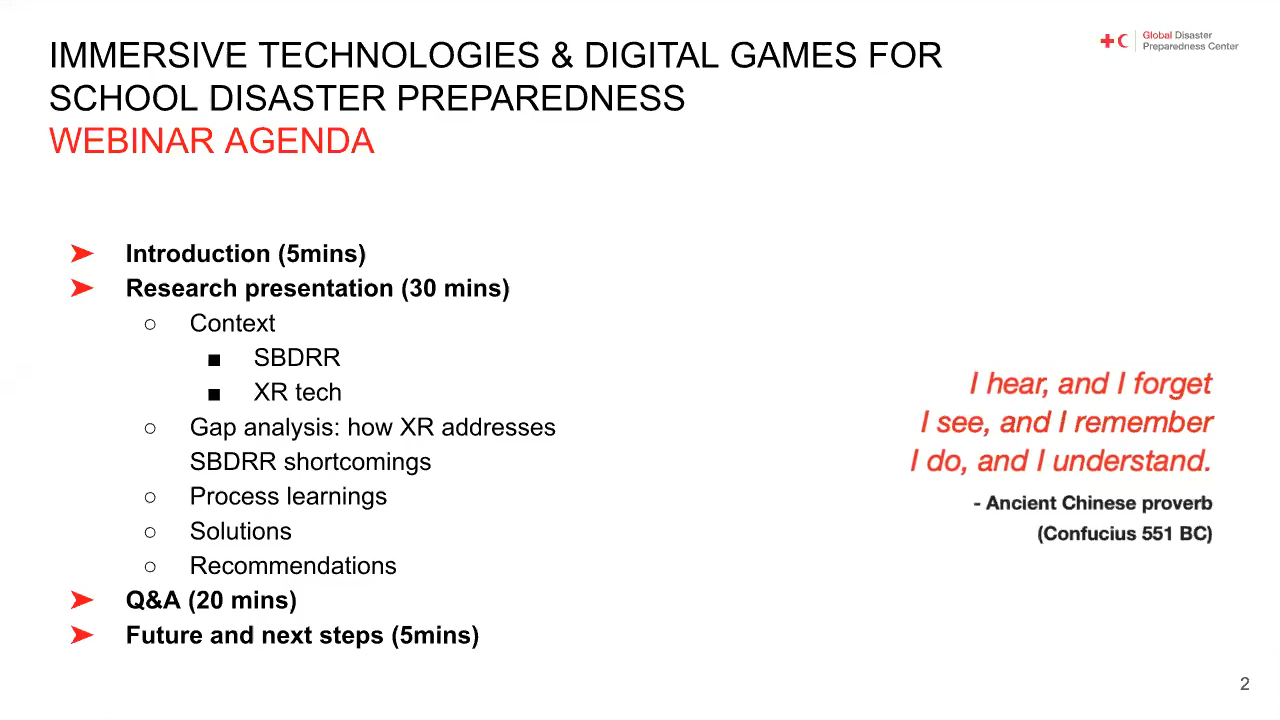 IMMERSIVE TECHNOLOGIES & DIGITAL GAMES FOR
SCHOOL DISASTER PREPAREDNESS
WEBINAR AGENDA
Global Disaster
Preparedness Center
➤ Introduction (5mins)
➤ Research presentation (30 mins)
○ Context
■ SBDRR
■ XR tech
○ Gap analysis: how XR addresses
SBDRR shortcomings
○ Process learnings
○ Solutions
○ Recommendations
➤ Q&A (20 mins)
➤ Future and next steps (5mins)
I hear, and I forget
I see, and I remember
I do, and I understand.
- Ancient Chinese proverb
(Confucius 551 BC)
2